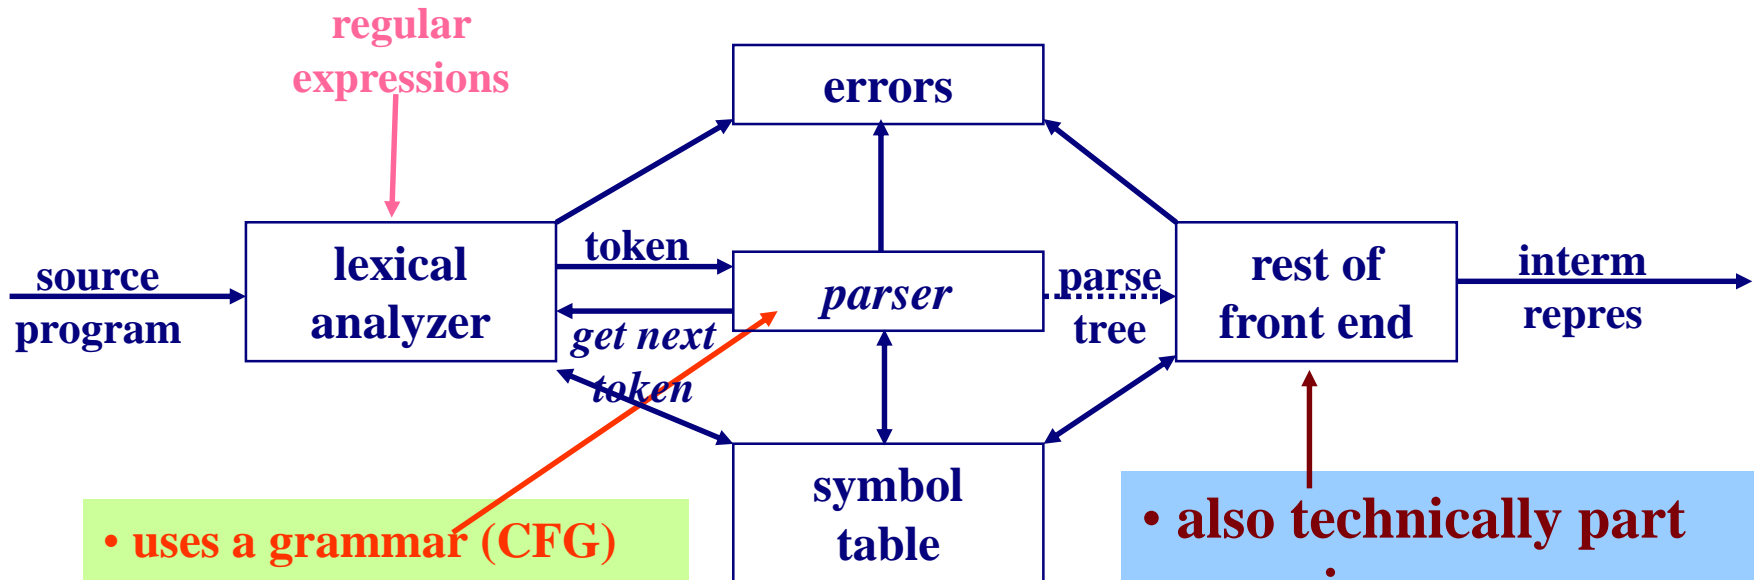 regular
expressions
errors
source
program
lexical
analyzer
token
get next
token
parser
parse
tree
rest of
front end
interm
repres
symbol
table
• uses a grammar (CFG)
• also technically part